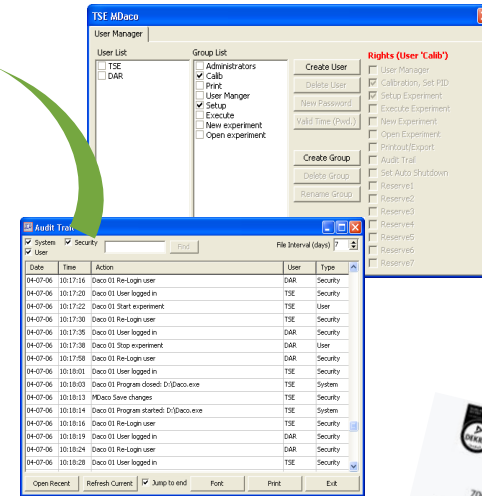 TSE MDaco
User Manager
User List
TSE
DAR
Group List
Administrators
Calib
Print
User Manger
Setup
Execute
New experiment
Open experiment
Create User
Delete User
New Password
Valid Time (Pwd.)
Create Group
Delete Group
Rename Group
Rights (User 'Calib')
User Manager
Calibration, Set PID
Setup Experiment
Execute Experiment
New Experiment
Open Experiment
Printout/Export
Audit Trail
Set Auto Shutdown
Reserve1
Reserve2
Reserve3
Reserve4
Reserve5
Reserve6
Reserve7
Audit Trail
System Security Find File Interval (days) 7
User
Date Time Action User Type
04-07-06 10:17:16 Daco 01 Re-Login user DAR Security
04-07-06 10:17:20 Daco 01 User logged in TSE Security
04-07-06 10:17:22 Daco 01 Start experiment TSE User
04-07-06 10:17:30 Daco 01 Re-Login user TSE Security
04-07-06 10:17:35 Daco 01 User logged in DAR Security
04-07-06 10:17:38 Daco 01 Stop experiment DAR User
04-07-06 10:17:58 Daco 01 Re-Login user DAR Security
04-07-06 10:18:01 Daco 01 User logged in TSE Security
04-07-06 10:18:03 Daco 01 Program closed: D:\Daco.exe TSE System
04-07-06 10:18:13 MDaco Save changes TSE Security
04-07-06 10:18:14 Daco 01 Program started: D:\Daco.exe TSE System
04-07-06 10:18:16 Daco 01 Re-Login user TSE Security
04-07-06 10:18:19 Daco 01 User logged in DAR Security
04-07-06 10:18:24 Daco 01 Re-Login user DAR Security
04-07-06 10:18:28 Daco 01 User logged in TSE Security
Open Recent Refresh Current Jump to end Font Print Exit